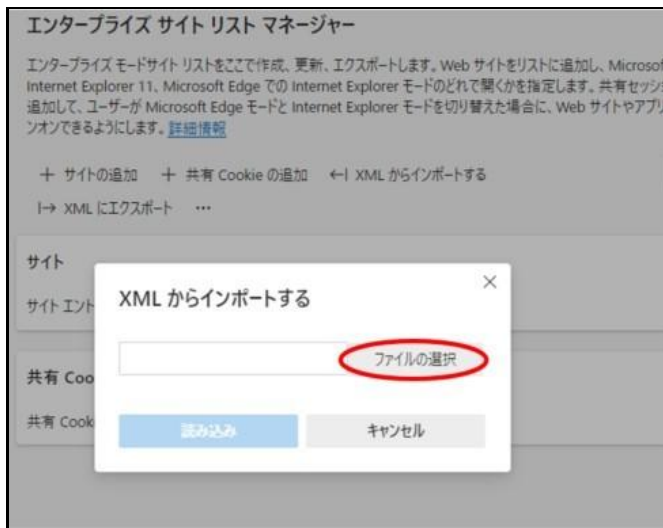 エンタープライズ サイト リスト マネージャー
エンタープライズ モードサイト リストをここで作成、更新、エクスポートします。Web サイトをリストに追加し、Microsof
Internet Explorer 11、Microsoft Edge での Internet Explorer モードのどれで開くかを指定します。共有セッシ
追加して、ユーザーが Microsoft Edge モードと Internet Explorer モードを切り替えた場合に、Web サイトやアプリ
ンオンできるようにします。詳細情報
+ サイトの追加 + 共有 Cookie の追加 ←| XML からインポートする
|→ XML にエクスポート ...
サイト
サイト エント
XML からインポートする
ファイルの選択
共有 Coo
共有 Cook
読み込み キャンセル